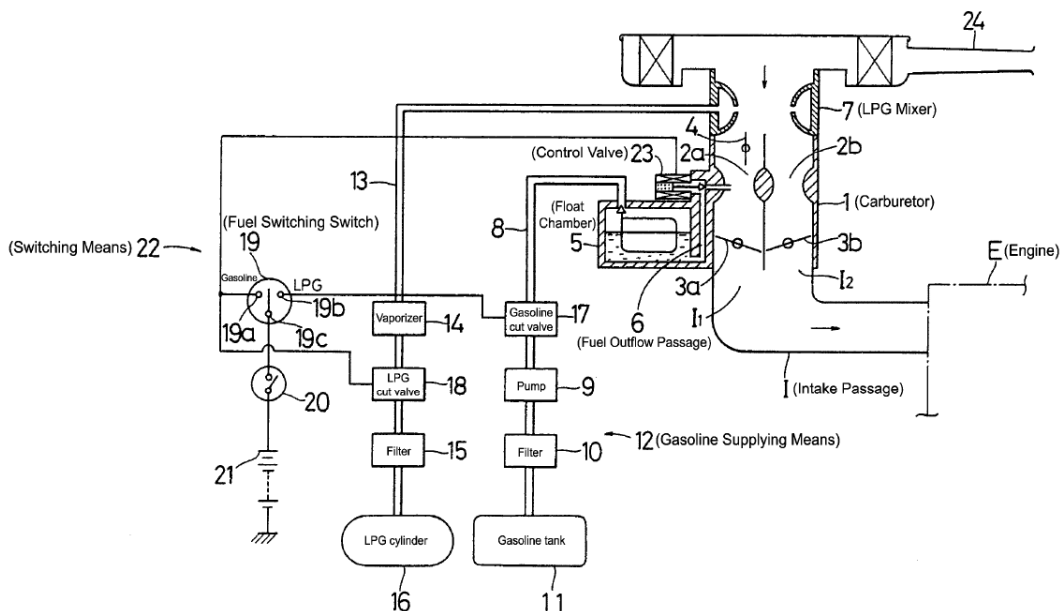 24
7 (LPG Mixer)
4
(Control Valve) 23
2a
2b
13
(Float Chamber)
8
5
1 (Carburetor)
(Fuel Switching Switch)
(Switching Means) 22
19
Gasoline
LPG
19a
19b
19c
3b
3a
E (Engine)
I2
I1
6
(Fuel Outflow Passage)
Vaporizer
14
Gasoline cut valve
17
I (Intake Passage)
20
LPG cut valve
18
Pump
9
12 (Gasoline Supplying Means)
21
Filter
15
Filter
10
LPG cylinder
16
Gasoline tank
11